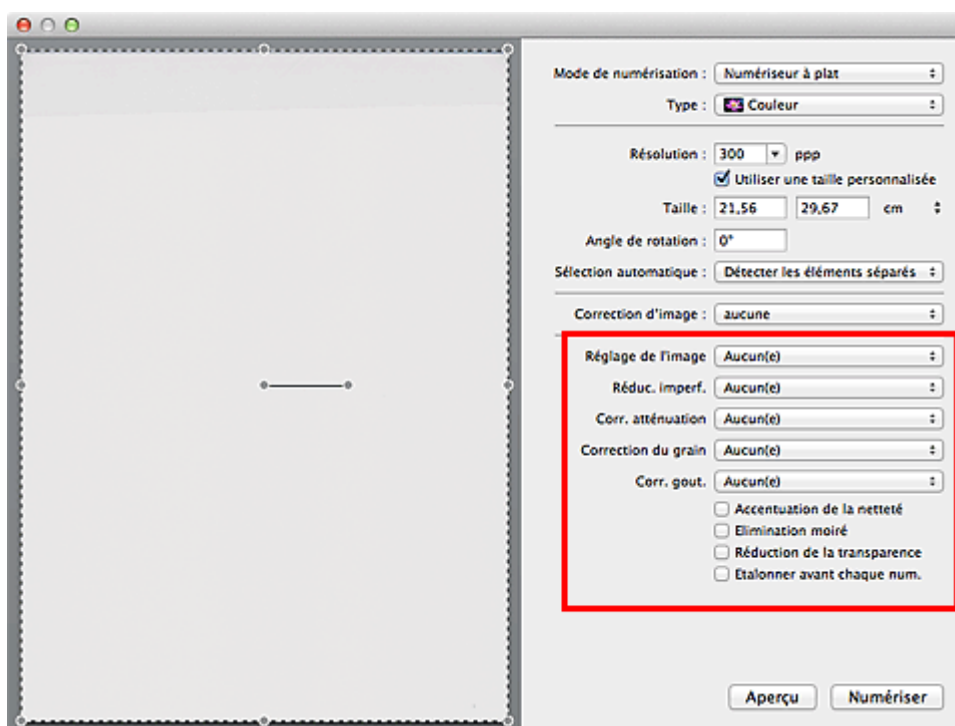 Mode de numérisation : Numériseur à plat
Type : Couleur
Résolution : 300 ppp
Utiliser une taille personnalisée
Taille : 21,56 29,67 cm
Angle de rotation : 0°
Sélection automatique : Détecter les éléments séparés
Correction d'image : aucune
Réglage de l'image Aucun(e)
Réduc. imperf. Aucun(e)
Corr. atténuation Aucun(e)
Correction du grain Aucun(e)
Corr. gout. Aucun(e)
Accentuation de la netteté
Elimination moiré
Réduction de la transparence
Etalonner avant chaque num.
Aperçu Numériser